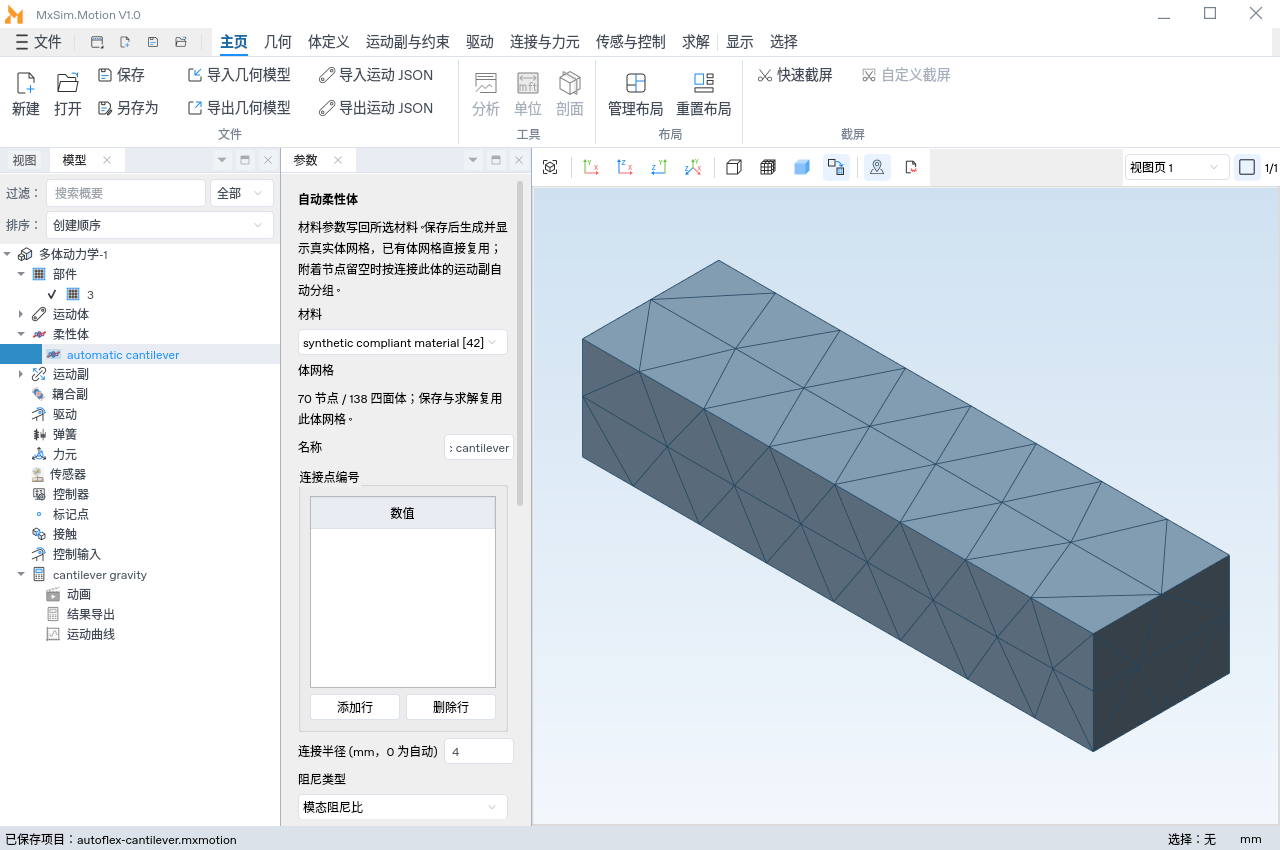 MxSim.Motion V1.0
文件
主页 几何 体定义 运动副与约束 驱动 连接与力元 传感与控制 求解 显示 选择
新建 打开 保存 另存为 导入几何模型 导出几何模型 导入运动 JSON 导出运动 JSON
文件
分析 单位 剖面
工具
管理布局 重置布局
布局
快速截屏 自定义截屏
截屏
视图 模型
过滤： 搜索概要 全部
排序： 创建顺序
多体动力学-1
部件
3
运动体
柔性体
automatic cantilever
运动副
耦合副
驱动
弹簧
力元
传感器
控制器
标记点
接触
控制输入
cantilever gravity
动画
结果导出
运动曲线
参数
自动柔性体
材料参数写回所选材料。保存后生成并显
示真实体网格，已有体网格直接复用；
附着节点留空时按连接此体的运动副自
动分组。
材料
synthetic compliant material [42]
体网格
70 节点 / 138 四面体；保存与求解复用
此体网格。
名称 : cantilever
连接点编号
数值
添加行 删除行
连接半径 (mm，0 为自动) 4
阻尼类型
模态阻尼比
视图页 1 1/1
已保存项目：autoflex-cantilever.mxmotion
选择：无 mm